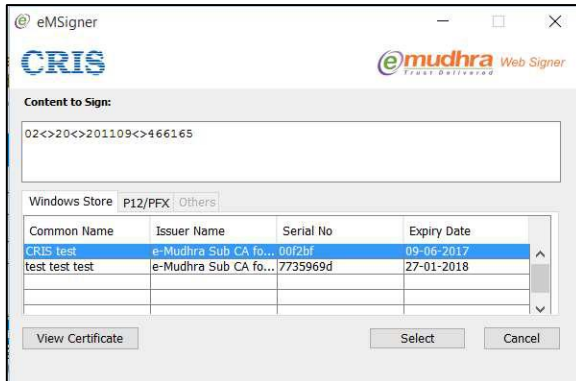 eMSigner
CRIS
emudhra Web Signer
Trust Delivered
Content to Sign:
02<>20<>201109<>466165
Windows Store P12/PFX Others
Common Name Issuer Name Serial No Expiry Date
CRIS test e-Mudhra Sub CA fo... 00f2bf 09-06-2017
test test test e-Mudhra Sub CA fo... 7735969d 27-01-2018
View Certificate Select Cancel